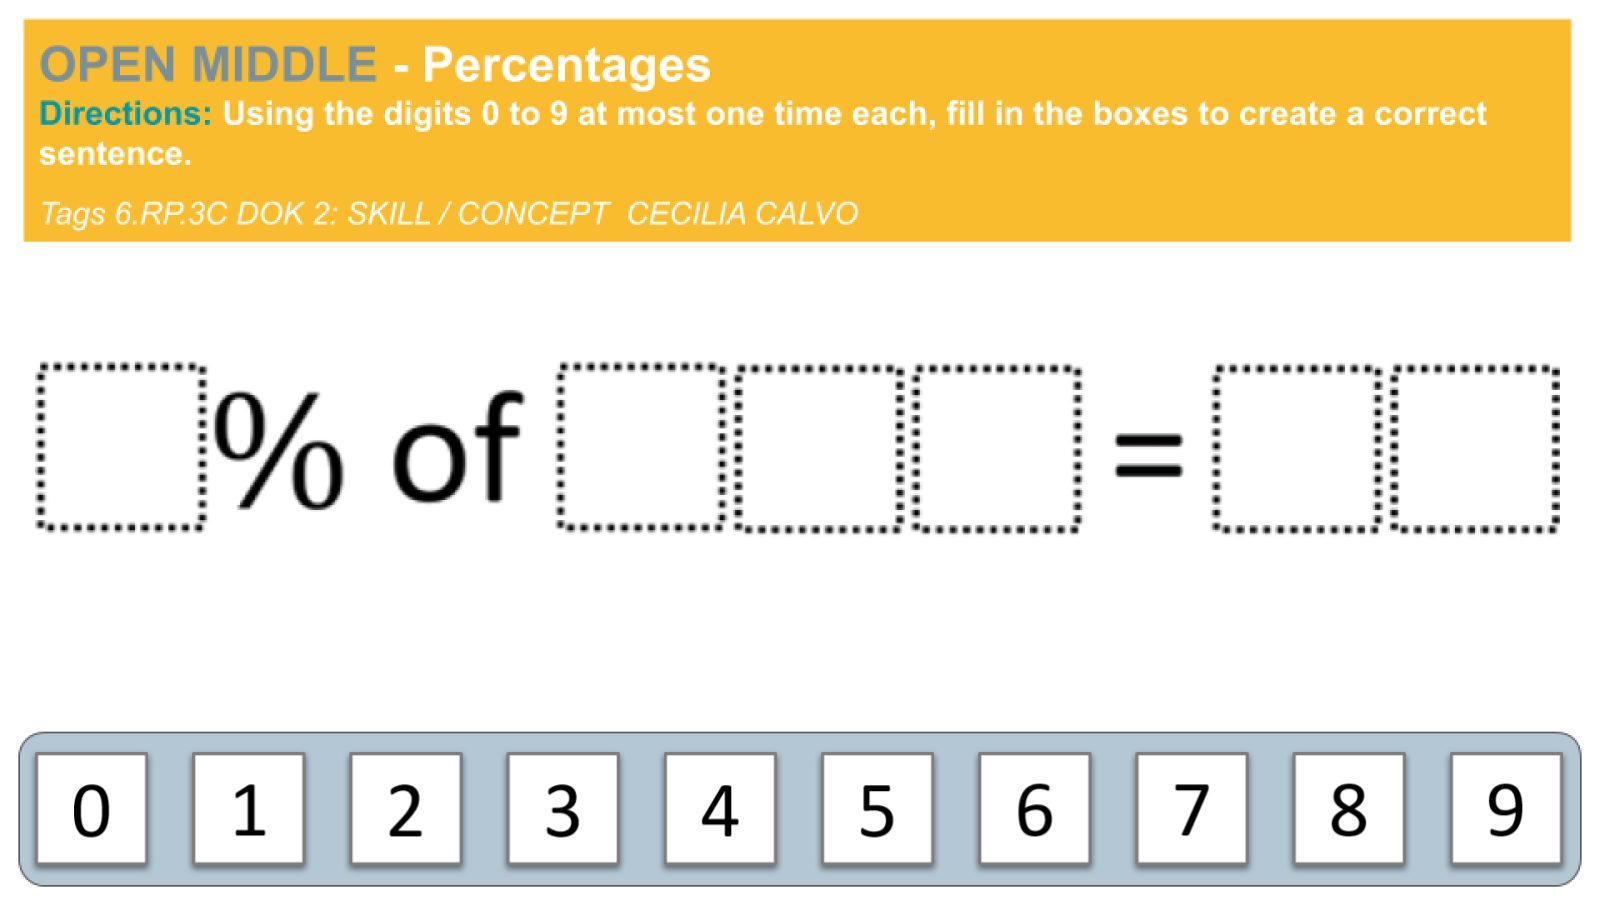 OPEN MIDDLE - Percentages
Directions: Using the digits 0 to 9 at most one time each, fill in the boxes to create a correct
sentence.
Tags 6.RP.3C DOK 2: SKILL / CONCEPT  CECILIA CALVO
% of =
0 1 2 3 4 5 6 7 8 9